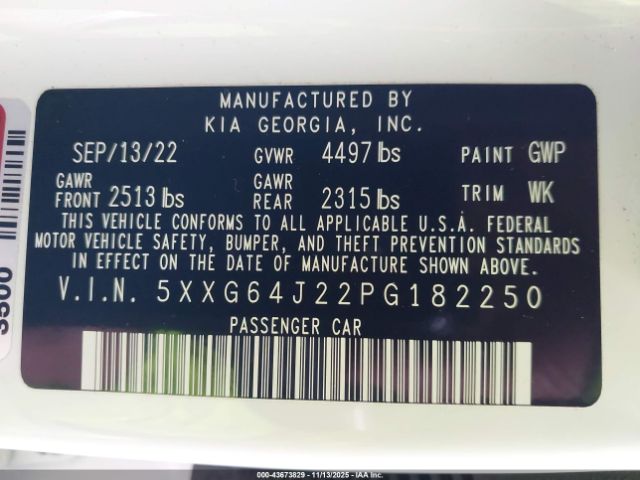 MANUFACTURED BY
KIA GEORGIA, INC.
SEP/13/22 GVWR 4497 lbs PAINT GWP
GAWR FRONT 2513 lbs GAWR REAR 2315 lbs TRIM WK
THIS VEHICLE CONFORMS TO ALL APPLICABLE U.S.A. FEDERAL
MOTOR VEHICLE SAFETY, BUMPER, AND THEFT PREVENTION STANDARDS
IN EFFECT ON THE DATE OF MANUFACTURE SHOWN ABOVE.
V.I.N. 5XXG64J22PG182250
PASSENGER CAR
000-43673829 - 11/13/2025 - IAA Inc.